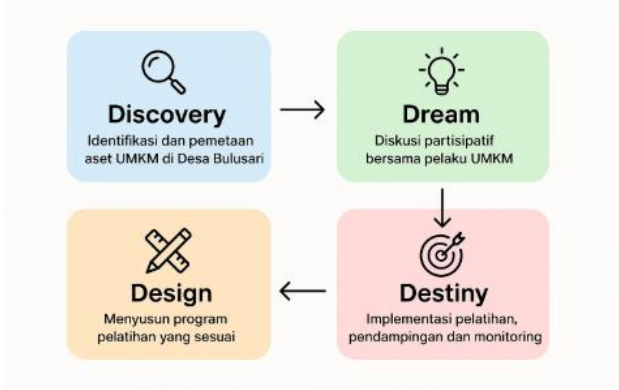 Discovery
Identifikasi dan pemetaan
aset UMKM di Desa Bulusari
Dream
Diskusi partisipatif
bersama pelaku UMKM
Destiny
Implementasi pelatihan,
pendampingan dan monitoring
Design
Menyusun program
pelatihan yang sesuai